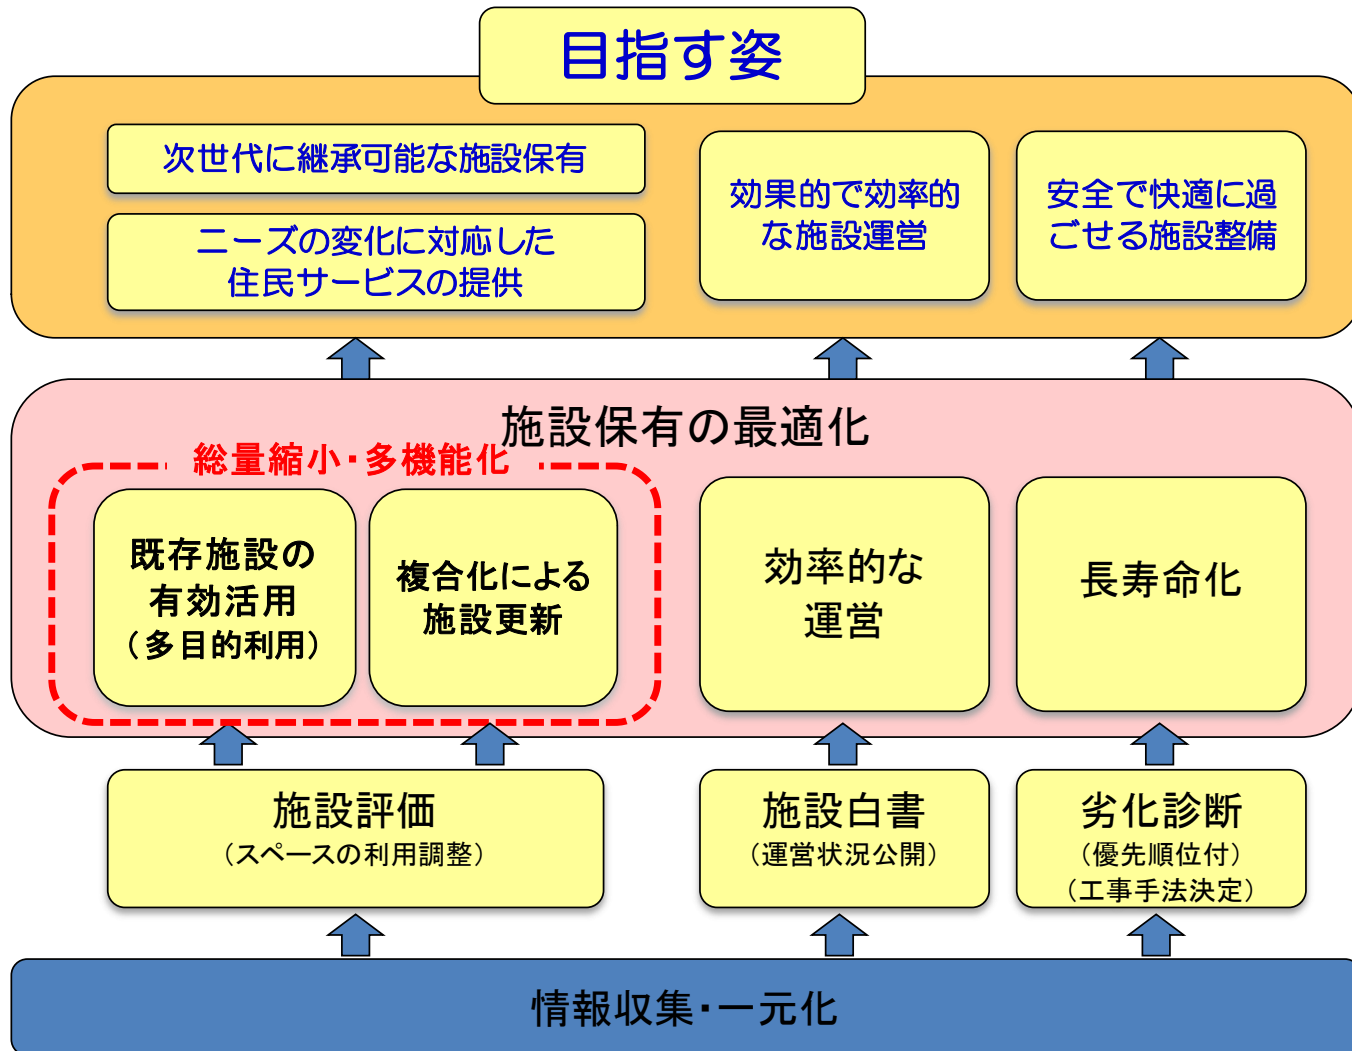 目指す姿
次世代に継承可能な施設保有
ニーズの変化に対応した
住民サービスの提供
効果的で効率的
な施設運営
安全で快適に過
ごせる施設整備
施設保有の最適化
総量縮小・多機能化
既存施設の
有効活用
（多目的利用）
複合化による
施設更新
効率的な
運営
長寿命化
施設評価
（スペースの利用調整）
施設白書
（運営状況公開）
劣化診断
（優先順位付）
（工事手法決定）
情報収集・一元化